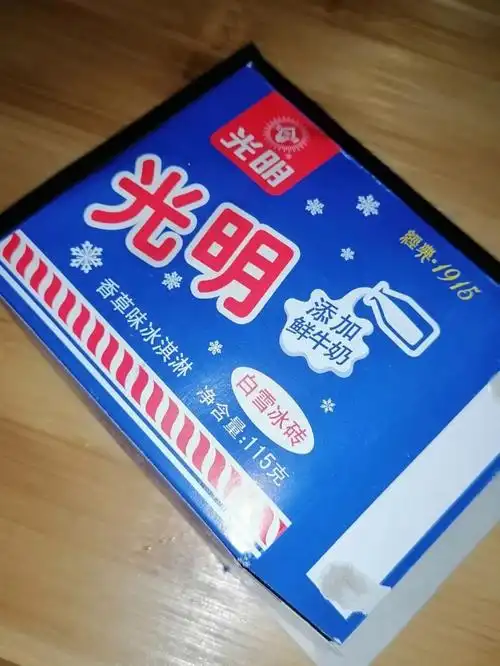 光明
經典·1915
光明
添加
鲜牛奶
香草味冰淇淋
白雪冰砖
净含量:115克